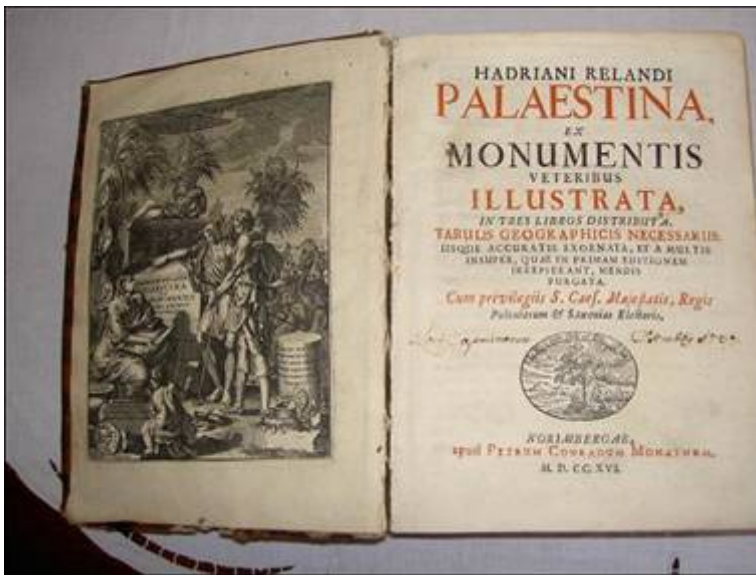 HADRIANI RELANDI
PALAESTINA,
EX
MONUMENTIS
VETERIBUS
ILLUSTRATA,
IN TRES LIBROS DISTRIBUTA,
TABULIS GEOGRAPHICIS NECESSARIIS
IISQUE ACCURATIS EXORNATA, ET A MULTIS
INSUPER, QUAE IN PRIMAM EDITIONEM
IRREPSERANT, MENDIS
PURGATA.
Cum privilegiis S. Caes. Majestatis, Regis
Poloniarum & Saxoniae Electoris,
NORIMBERGAE,
apud PETRUM CONRADUM MONATHUM,
M. D. CC. XVI.